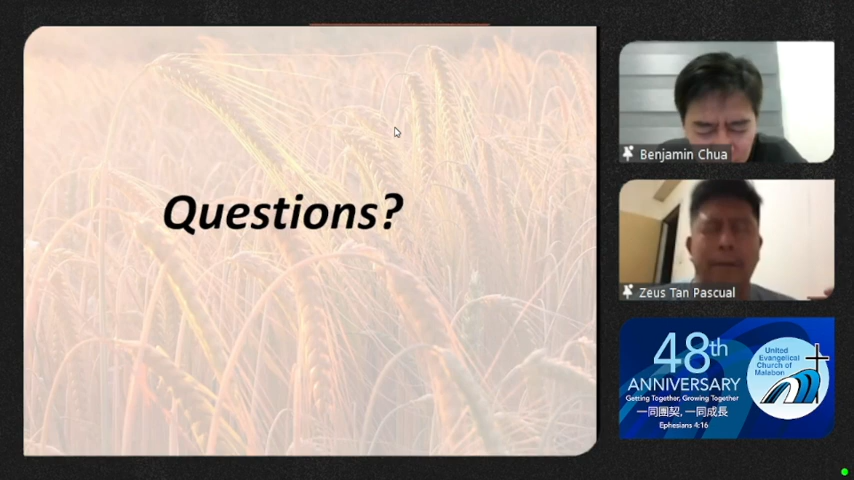 Questions?
Benjamin Chua
Zeus Tan Pascual
48th
ANNIVERSARY
Getting Together, Growing Together
一同團契, 一同成長
Ephesians 4:16
United
Evangelical
Church of
Malabon